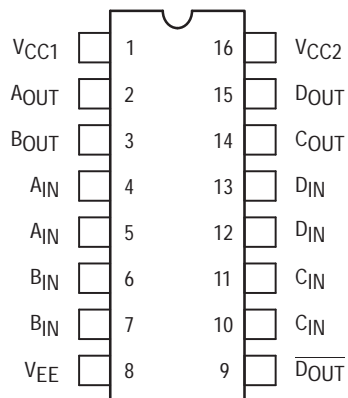 VCC1 1 16 VCC2
AOUT 2 15 DOUT
BOUT 3 14 COUT
AIN 4 13 DIN
AIN 5 12 DIN
BIN 6 11 CIN
BIN 7 10 CIN
VEE 8 9 D̅O̅U̅T̅